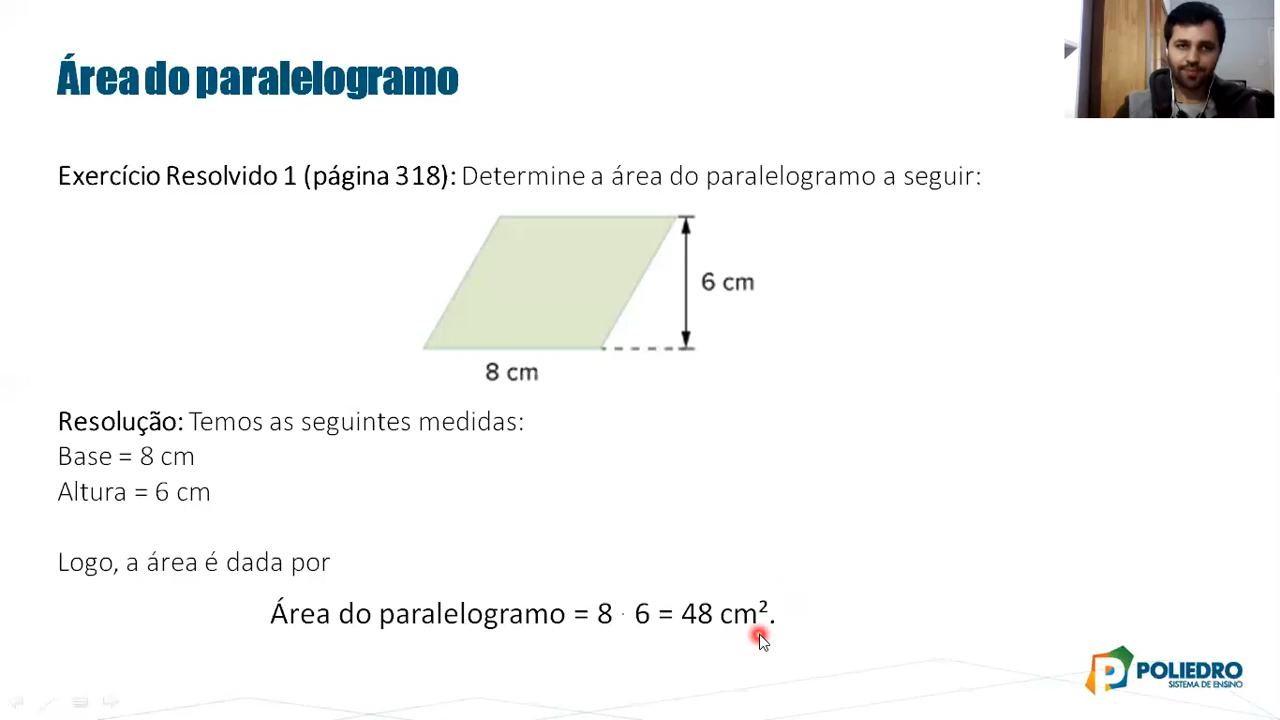 Área do paralelogramo
Exercício Resolvido 1 (página 318): Determine a área do paralelogramo a seguir:
6 cm
8 cm
Resolução: Temos as seguintes medidas:
Base = 8 cm
Altura = 6 cm
Logo, a área é dada por
Área do paralelogramo = 8 · 6 = 48 cm².
POLIEDRO
SISTEMA DE ENSINO